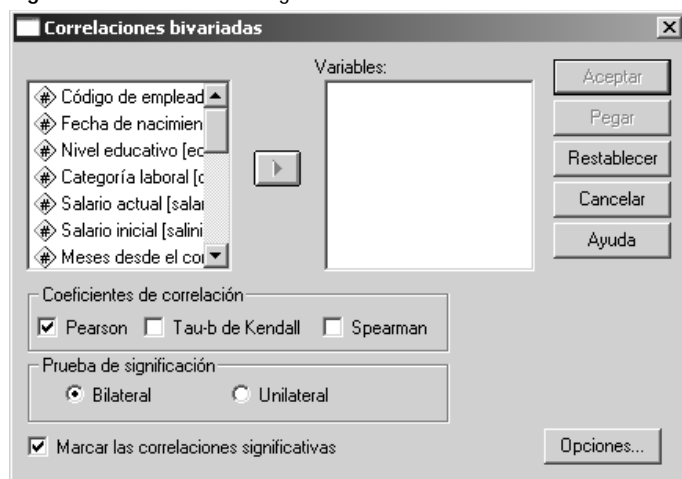 Correlaciones bivariadas
Variables:
Código de emplead
Fecha de nacimien
Nivel educativo [ed
Categoría laboral [c
Salario actual [salar
Salario inicial [salini
Meses desde el con
Aceptar
Pegar
Restablecer
Cancelar
Ayuda
Coeficientes de correlación
Pearson Tau-b de Kendall Spearman
Prueba de significación
Bilateral Unilateral
Marcar las correlaciones significativas
Opciones...